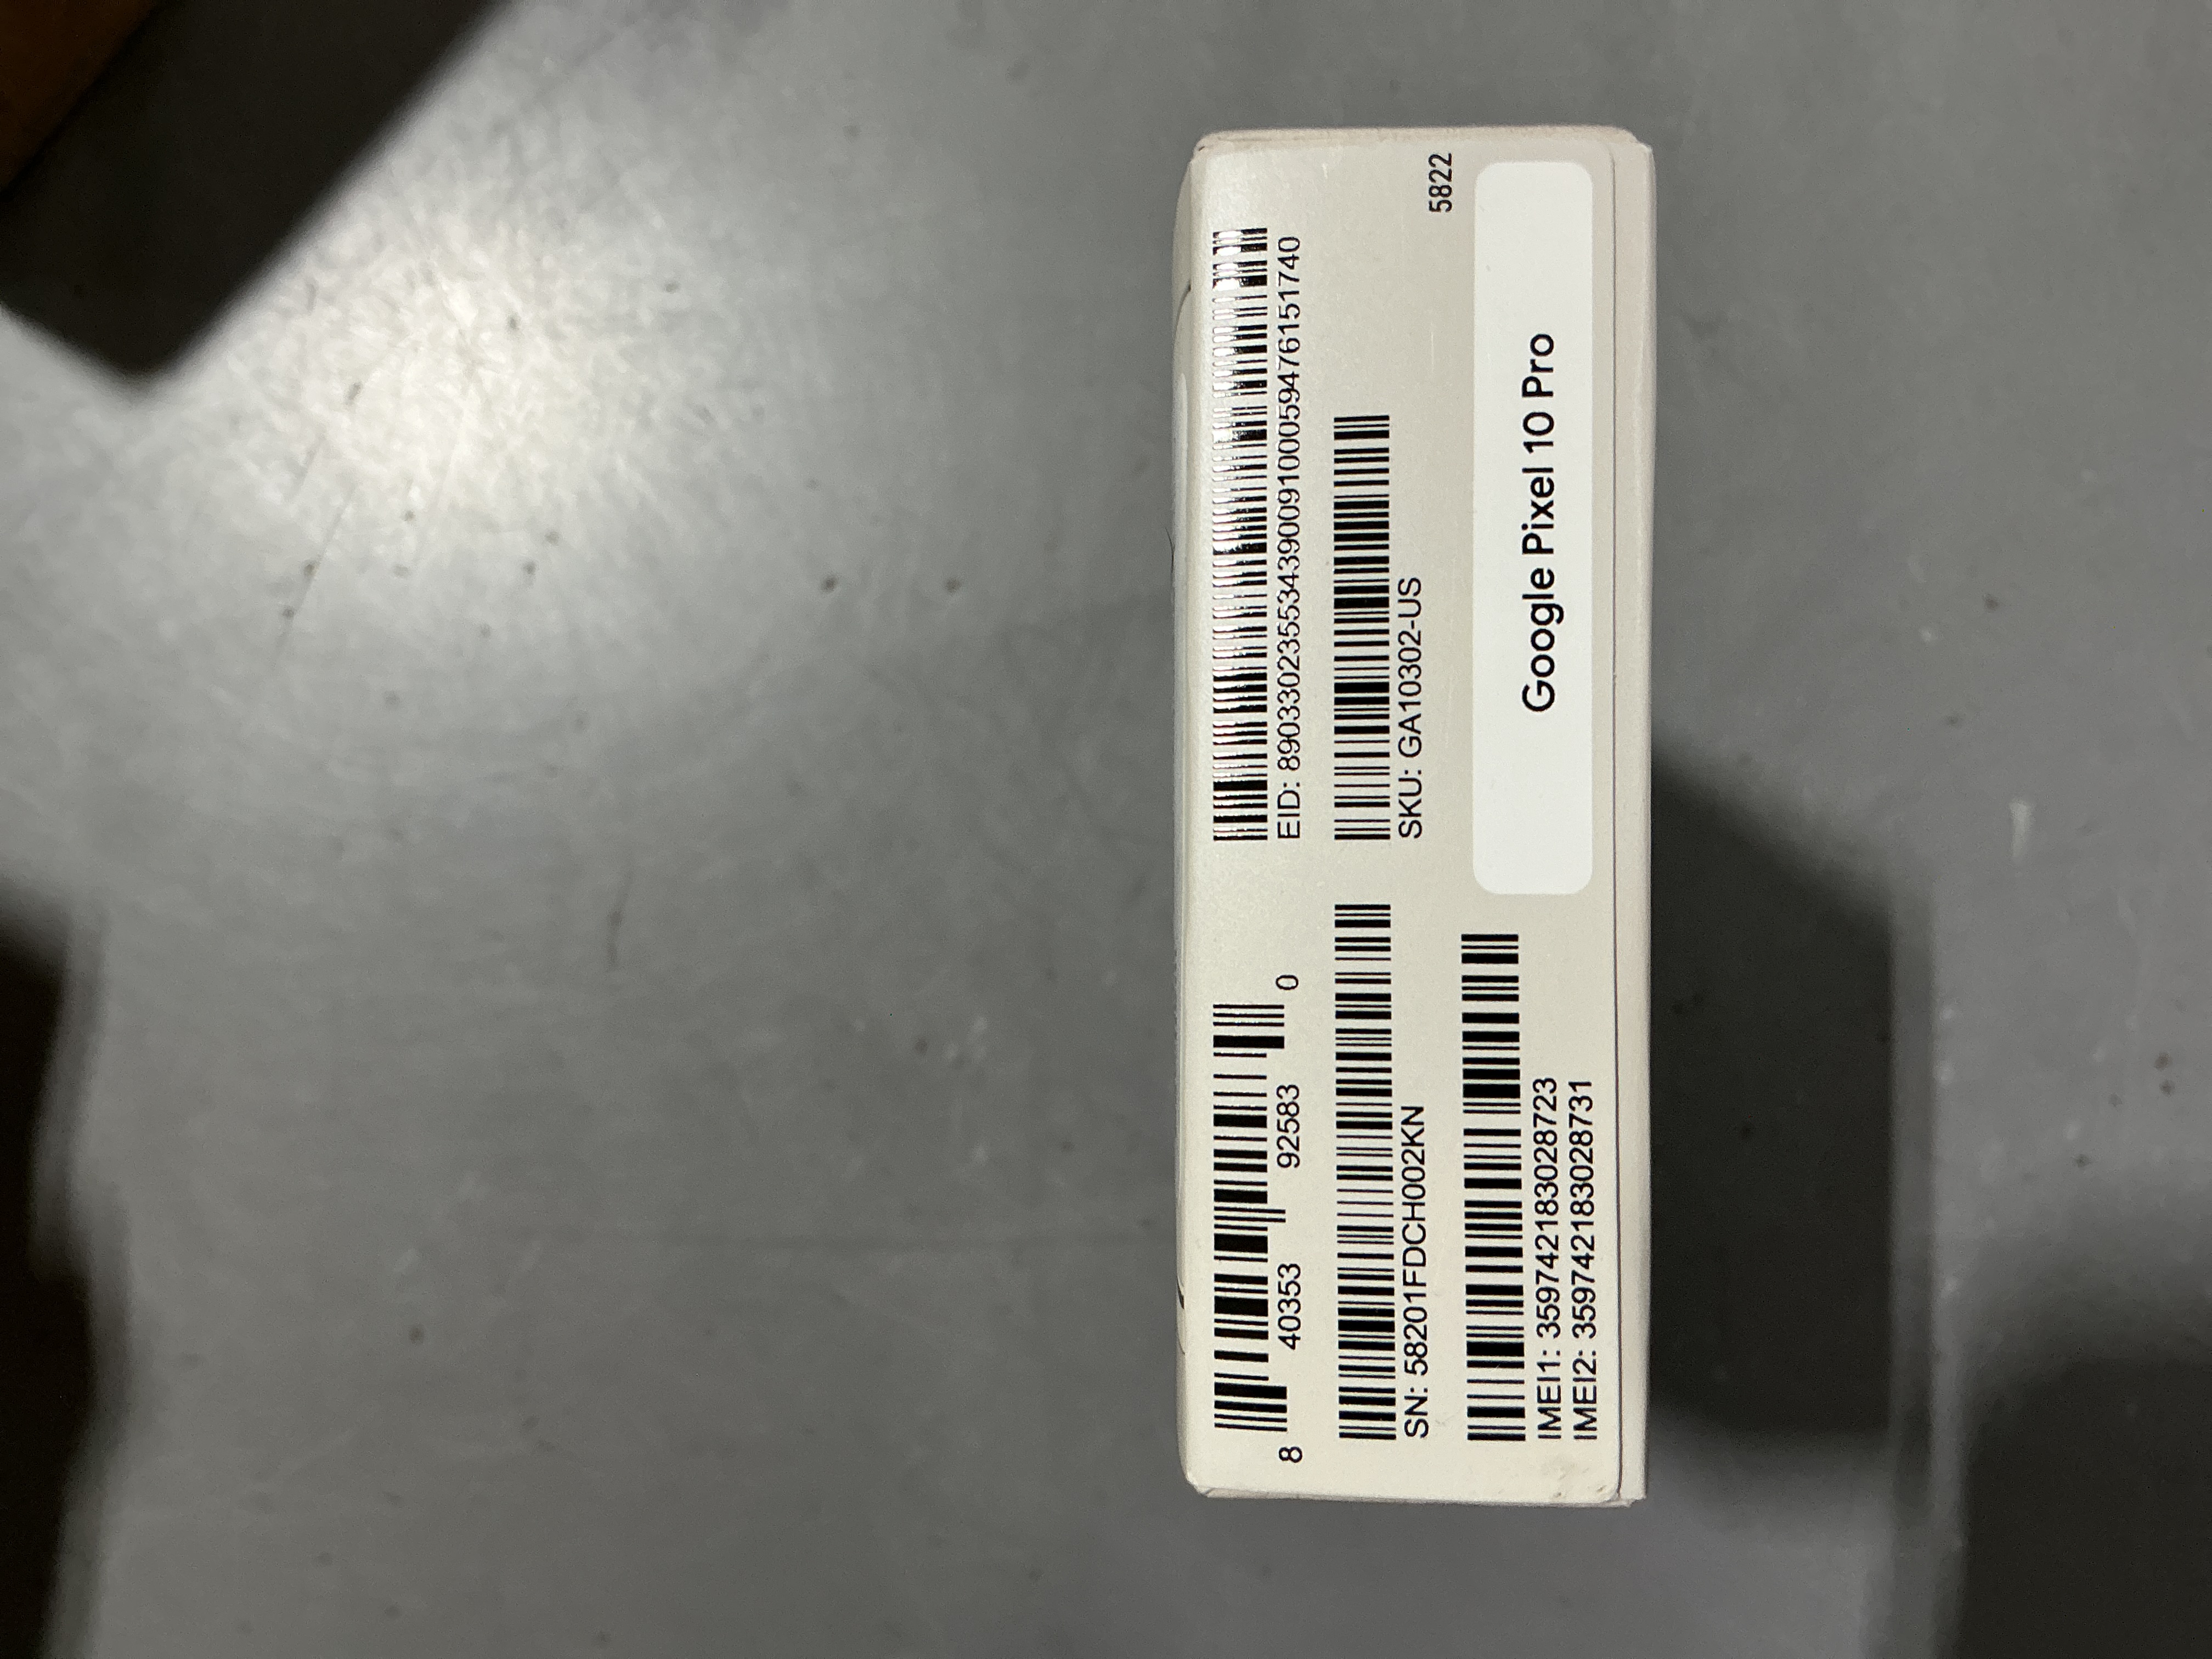 8 40353 92583 0
EID: 89033023553439009100059476151740
SN: 58201FDCH002KN
SKU: GA10302-US
5822
IMEI1: 359742183028723
IMEI2: 359742183028731
Google Pixel 10 Pro